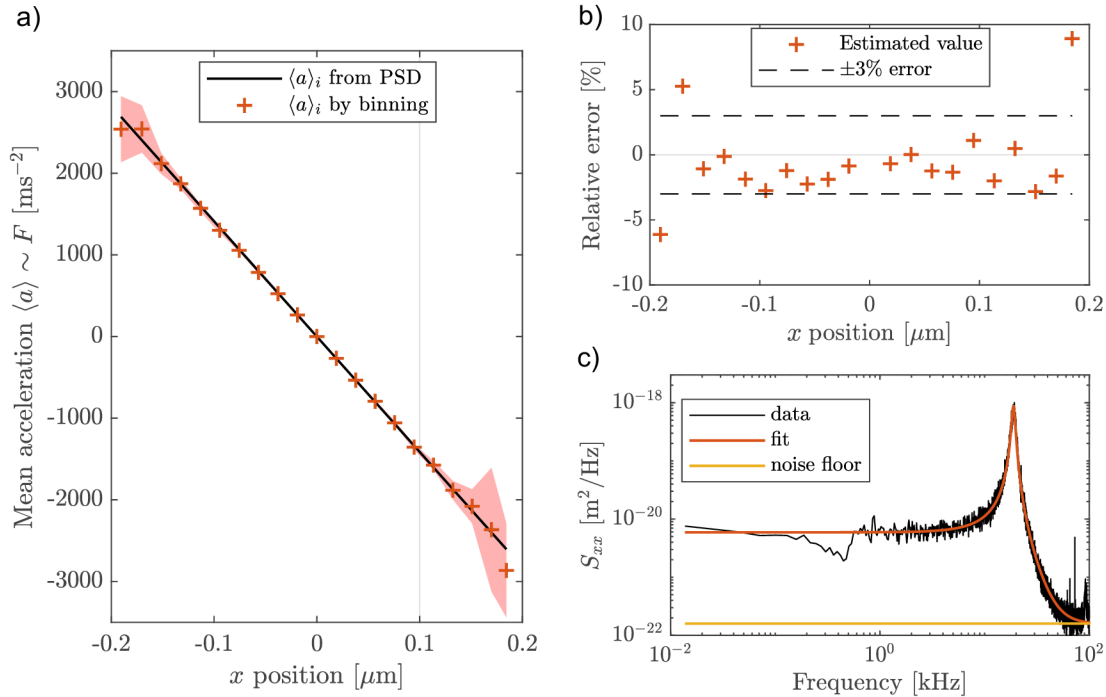 a)
⟨a⟩ᵢ from PSD
⟨a⟩ᵢ by binning
Mean acceleration ⟨a⟩ ∼ F [ms⁻²]
3000
2000
1000
0
-1000
-2000
-3000
-0.2
-0.1
0
0.1
0.2
x position [μm]
b)
Estimated value
±3% error
Relative error [%]
10
5
0
-5
-10
-0.2
-0.1
0
0.1
0.2
x position [μm]
c)
data
fit
noise floor
Sₓₓ [m²/Hz]
10⁻¹⁸
10⁻²⁰
10⁻²²
10⁻²
10⁰
10²
Frequency [kHz]